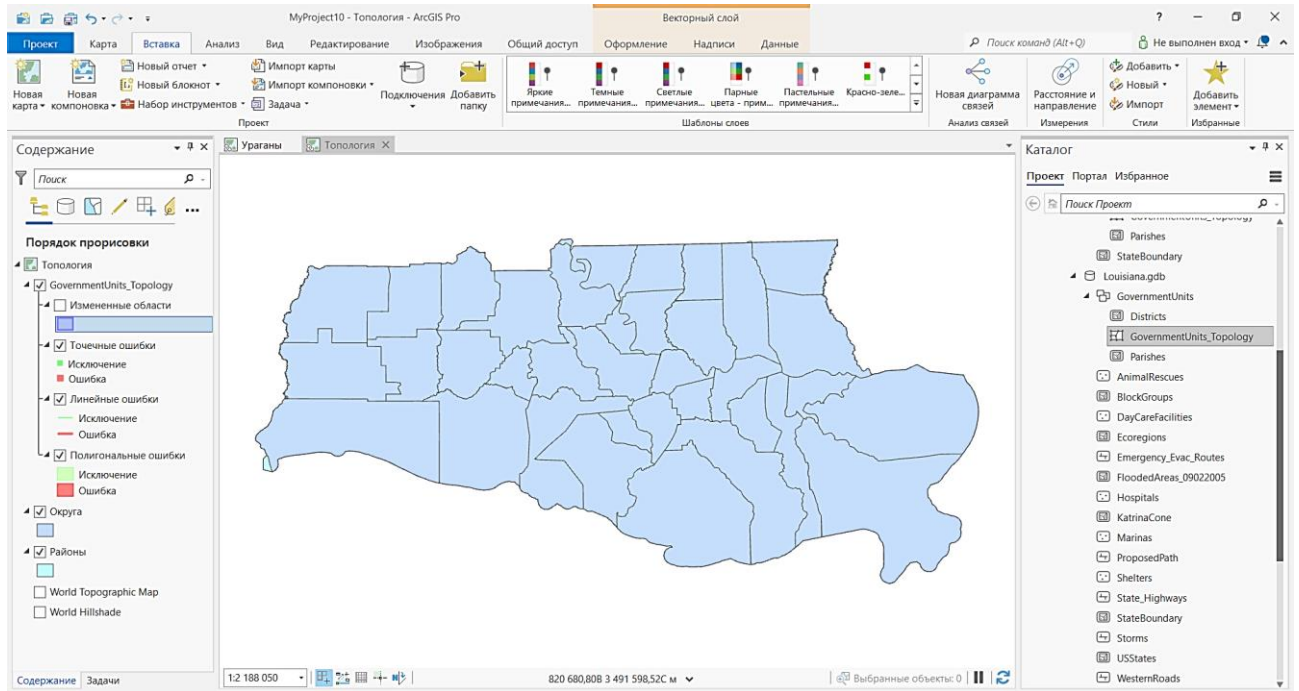 MyProject10 - Топология - ArcGIS Pro
Векторный слой
?
Проект Карта Вставка Анализ Вид Редактирование Изображения Общий доступ Оформление Надписи Данные
Поиск команд (Alt+Q)
Не выполнен вход
Новая карта
Новая компоновка
Новый отчет
Новый блокнот
Набор инструментов
Импорт карты
Импорт компоновки
Задача
Подключения
Добавить папку
Проект
Яркие примечания...
Темные примечания...
Светлые примечания...
Парные цвета - прим...
Пастельные примечания...
Красно-зеле...
Шаблоны слоев
Новая диаграмма связей
Анализ связей
Расстояние и направление
Измерения
Добавить
Новый
Импорт
Стили
Добавить элемент
Избранные
Содержание
Поиск
Порядок прорисовки
Топология
GovernmentUnits_Topology
Измененные области
Точечные ошибки
Исключение
Ошибка
Линейные ошибки
Исключение
Ошибка
Полигональные ошибки
Исключение
Ошибка
Округа
Районы
World Topographic Map
World Hillshade
Содержание Задачи
Ураганы Топология
1:2 188 050
820 680,80В 3 491 598,52С м
Выбранные объекты: 0
Каталог
Проект Портал Избранное
Поиск Проект
GovernmentUnits_Topology
Parishes
StateBoundary
Louisiana.gdb
GovernmentUnits
Districts
GovernmentUnits_Topology
Parishes
AnimalRescues
BlockGroups
DayCareFacilities
Ecoregions
Emergency_Evac_Routes
FloodedAreas_09022005
Hospitals
KatrinaCone
Marinas
ProposedPath
Shelters
State_Highways
StateBoundary
Storms
USStates
WesternRoads